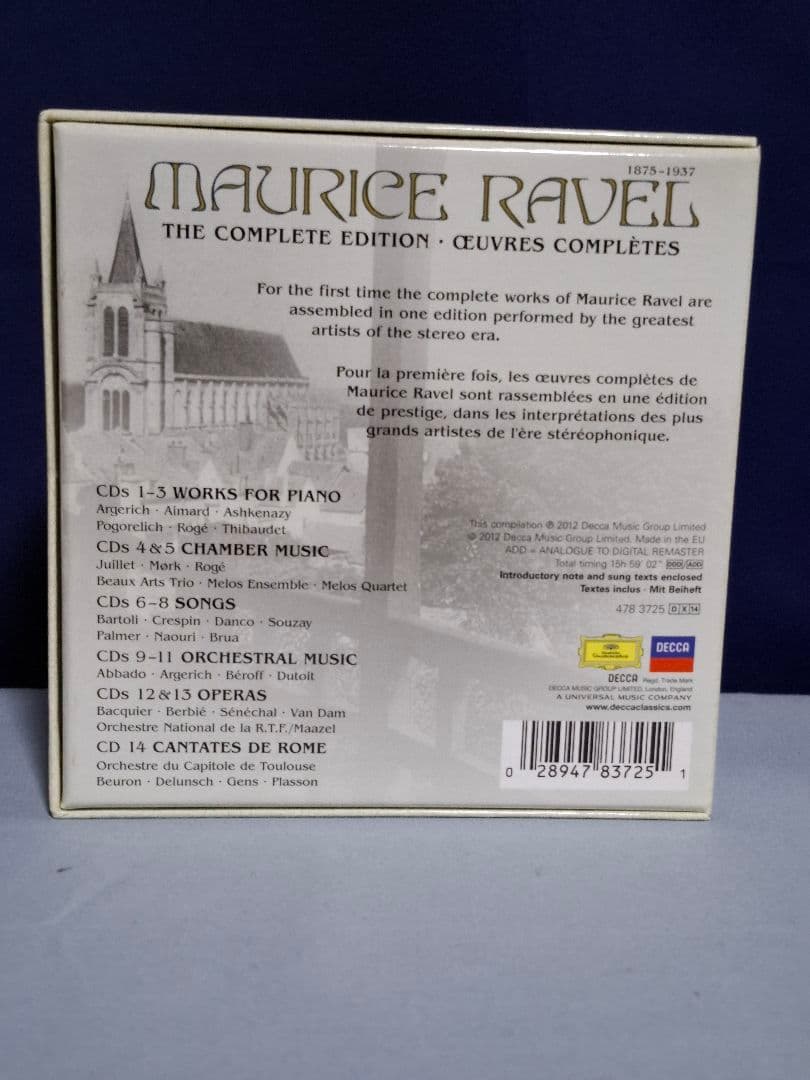 1875–1937
MAURICE RAVEL
THE COMPLETE EDITION · ŒUVRES COMPLÈTES
For the first time the complete works of Maurice Ravel are
assembled in one edition performed by the greatest
artists of the stereo era.
Pour la première fois, les œuvres complètes de
Maurice Ravel sont rassemblées en une édition
de prestige, dans les interprétations des plus
grands artistes de l'ère stéréophonique.
CDs 1–3 WORKS FOR PIANO
Argerich · Aimard · Ashkenazy
Pogorelich · Rogé · Thibaudet
CDs 4 & 5 CHAMBER MUSIC
Juillet · Mørk · Rogé
Beaux Arts Trio · Melos Ensemble · Melos Quartet
CDs 6–8 SONGS
Bartoli · Crespin · Danco · Souzay
Palmer · Naouri · Brua
CDs 9–11 ORCHESTRAL MUSIC
Abbado · Argerich · Béroff · Dutoit
CDs 12 & 13 OPERAS
Bacquier · Berbié · Sénéchal · Van Dam
Orchestre National de la R.T.F./Maazel
CD 14 CANTATES DE ROME
Orchestre du Capitole de Toulouse
Beuron · Delunsch · Gens · Plasson
This compilation ℗ 2012 Decca Music Group Limited
© 2012 Decca Music Group Limited. Made in the EU
ADD = ANALOGUE TO DIGITAL REMASTER
Total timing 15h 59' 02" DDD/ADD
Introductory note and sung texts enclosed
Textes inclus · Mit Beiheft
478 3725 DX14
Deutsche Grammophon
DECCA
DECCA Regd. Trade Mark
DECCA MUSIC GROUP LIMITED, London, England
A UNIVERSAL MUSIC COMPANY
www.deccaclassics.com
0 28947 83725 1